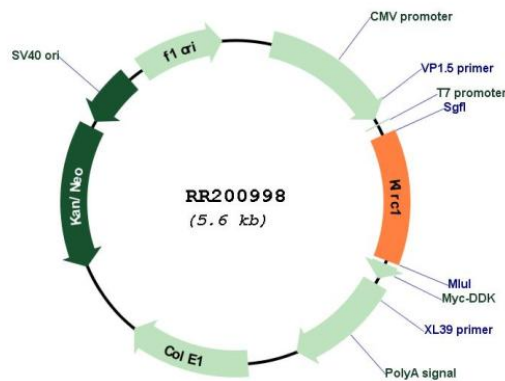 CMV promoter
VP1.5 primer
T7 promoter
SgfI
Klrc1
MluI
Myc-DDK
XL39 primer
PolyA signal
Col E1
Kan/Neo
SV40 ori
f1 ori
RR200998
(5.6 kb)